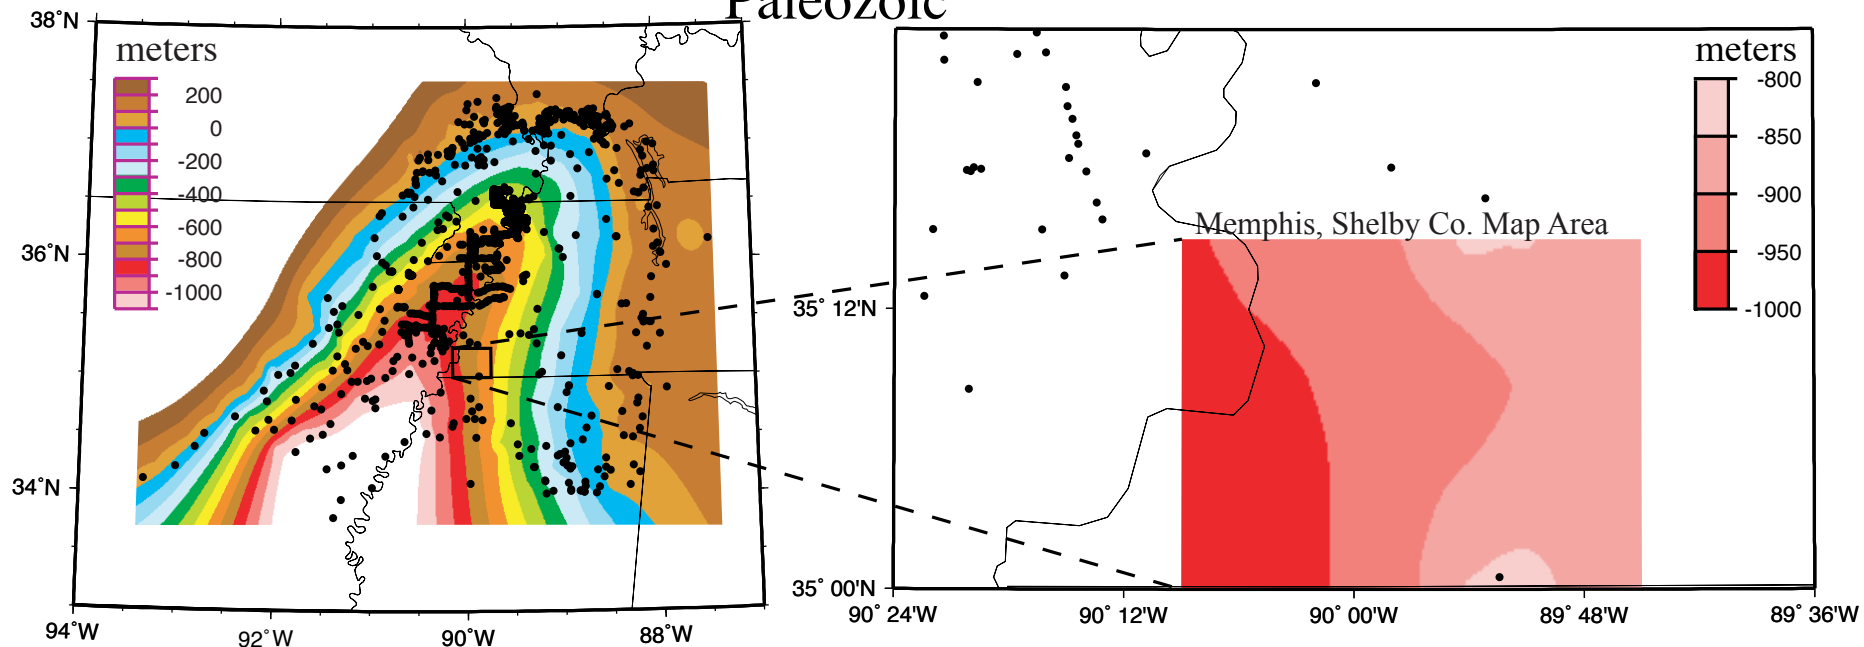 Paleozoic
38°N
36°N
34°N
94°W
92°W
90°W
88°W
meters
200
0
-200
-400
-600
-800
-1000
meters
-800
-850
-900
-950
-1000
Memphis, Shelby Co. Map Area
35° 12'N
35° 00'N
90° 24'W
90° 12'W
90° 00'W
89° 48'W
89° 36'W